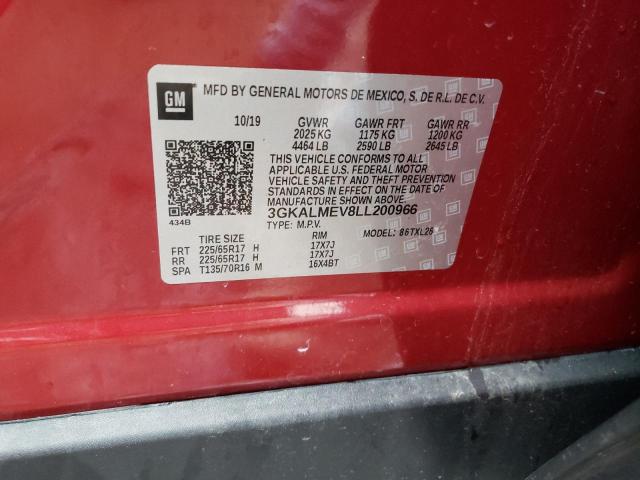 GM MFD BY GENERAL MOTORS DE MEXICO, S. DE R.L. DE C.V.
10/19 GVWR GAWR FRT GAWR RR
2025 KG 1175 KG 1200 KG
4464 LB 2590 LB 2645 LB
THIS VEHICLE CONFORMS TO ALL
APPLICABLE U.S. FEDERAL MOTOR
VEHICLE SAFETY AND THEFT PREVENTION
STANDARDS IN EFFECT ON THE DATE OF
MANUFACTURE SHOWN ABOVE.
434B 3GKALMEV8LL200966
TYPE: M.P.V. MODEL: 86TXL26
TIRE SIZE RIM
FRT 225/65R17 H 17X7J
RR 225/65R17 H 17X7J
SPA T135/70R16 M 16X4BT